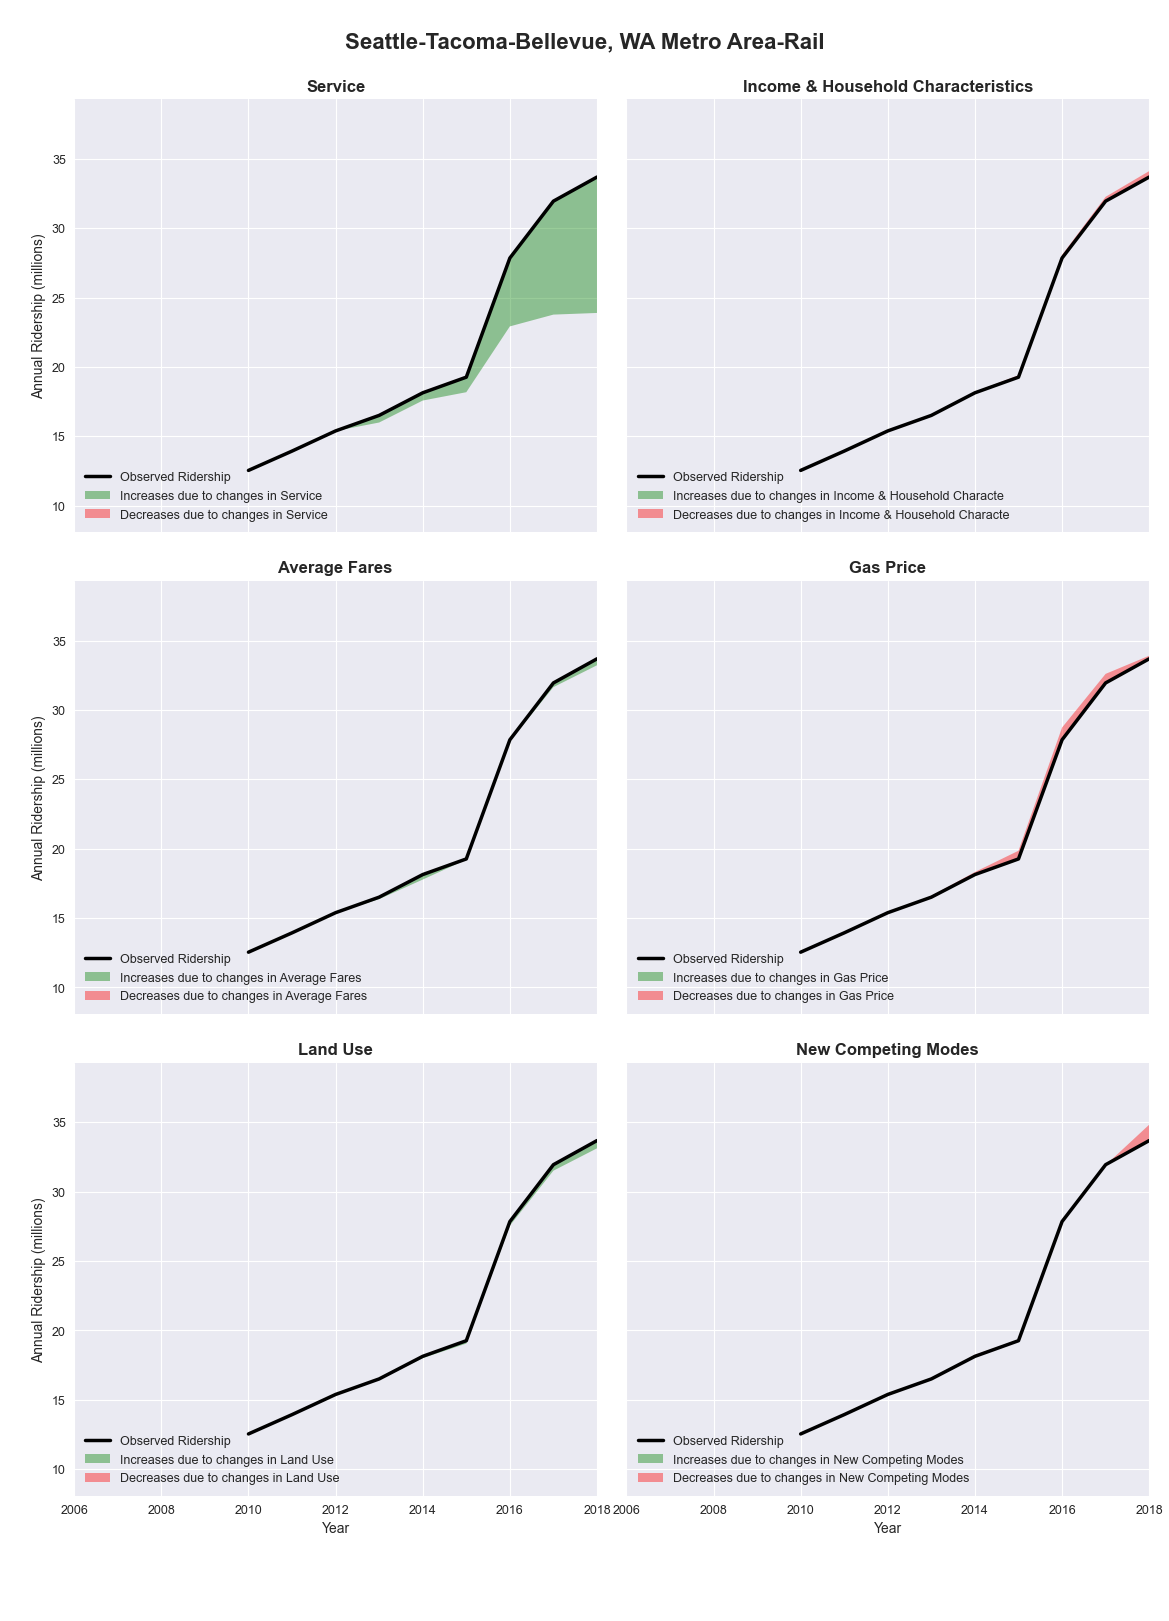 Seattle-Tacoma-Bellevue, WA Metro Area-Rail
Service
Annual Ridership (millions)
35
30
25
20
15
10
Observed Ridership
Increases due to changes in Service
Decreases due to changes in Service
Income & Household Characteristics
Observed Ridership
Increases due to changes in Income & Household Characte
Decreases due to changes in Income & Household Characte
Average Fares
Annual Ridership (millions)
35
30
25
20
15
10
Observed Ridership
Increases due to changes in Average Fares
Decreases due to changes in Average Fares
Gas Price
Observed Ridership
Increases due to changes in Gas Price
Decreases due to changes in Gas Price
Land Use
Annual Ridership (millions)
35
30
25
20
15
10
Observed Ridership
Increases due to changes in Land Use
Decreases due to changes in Land Use
2006 2008 2010 2012 2014 2016 2018
Year
New Competing Modes
Observed Ridership
Increases due to changes in New Competing Modes
Decreases due to changes in New Competing Modes
2006 2008 2010 2012 2014 2016 2018
Year